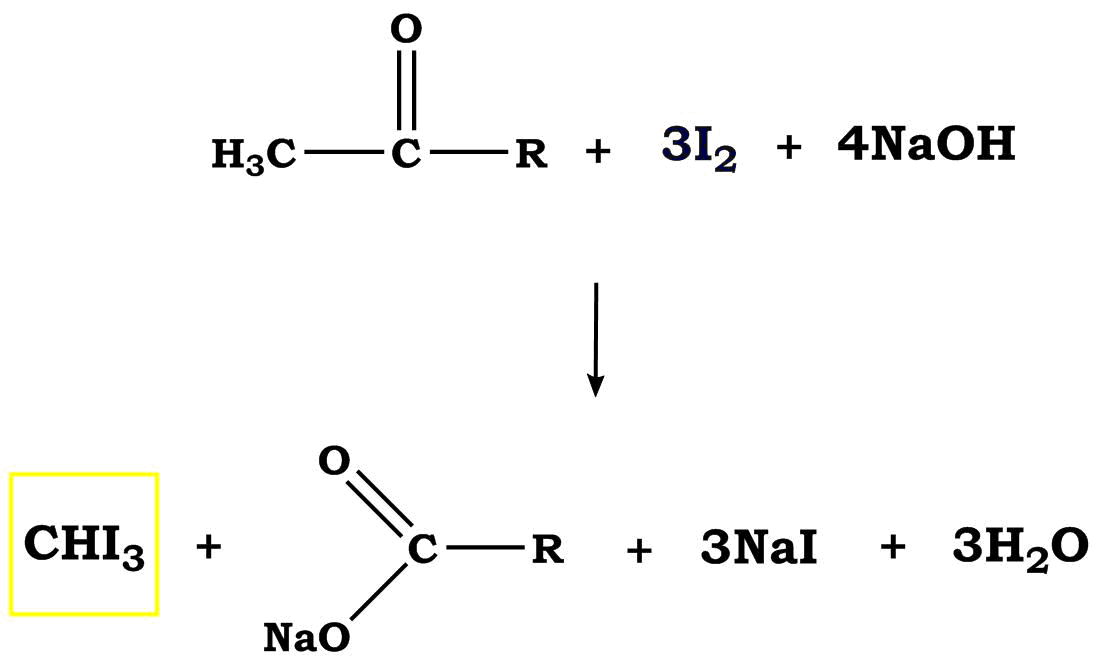 O
H₃C C R + 3I₂ + 4NaOH
O
CHI₃ + C R + 3NaI + 3H₂O
NaO